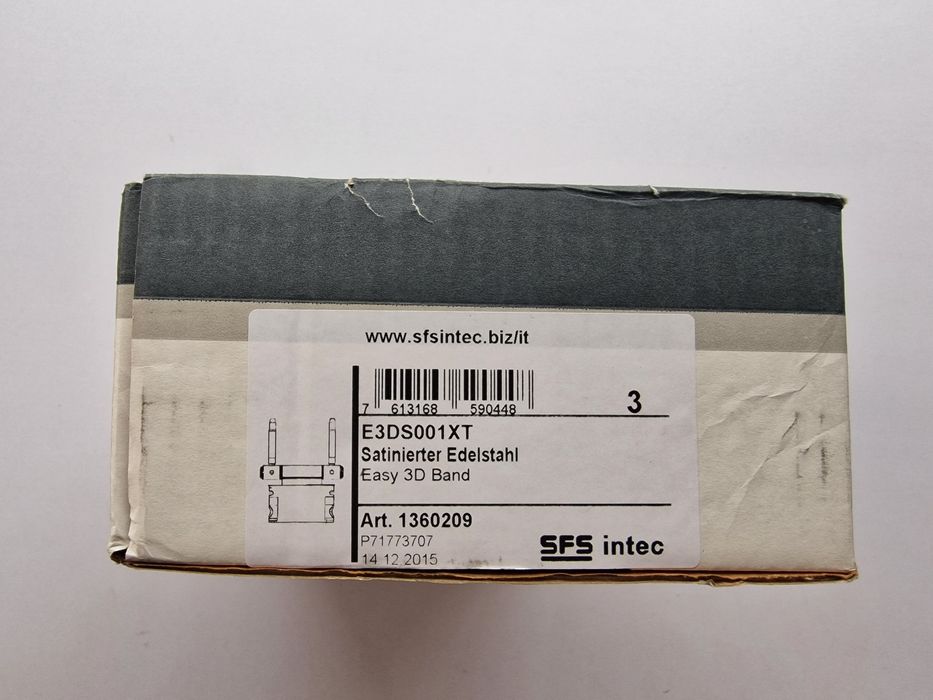 www.sfsintec.biz/it
7 613168 590448
3
E3DS001XT
Satinierter Edelstahl
Easy 3D Band
Art. 1360209
P71773707
14.12.2015
SFS intec